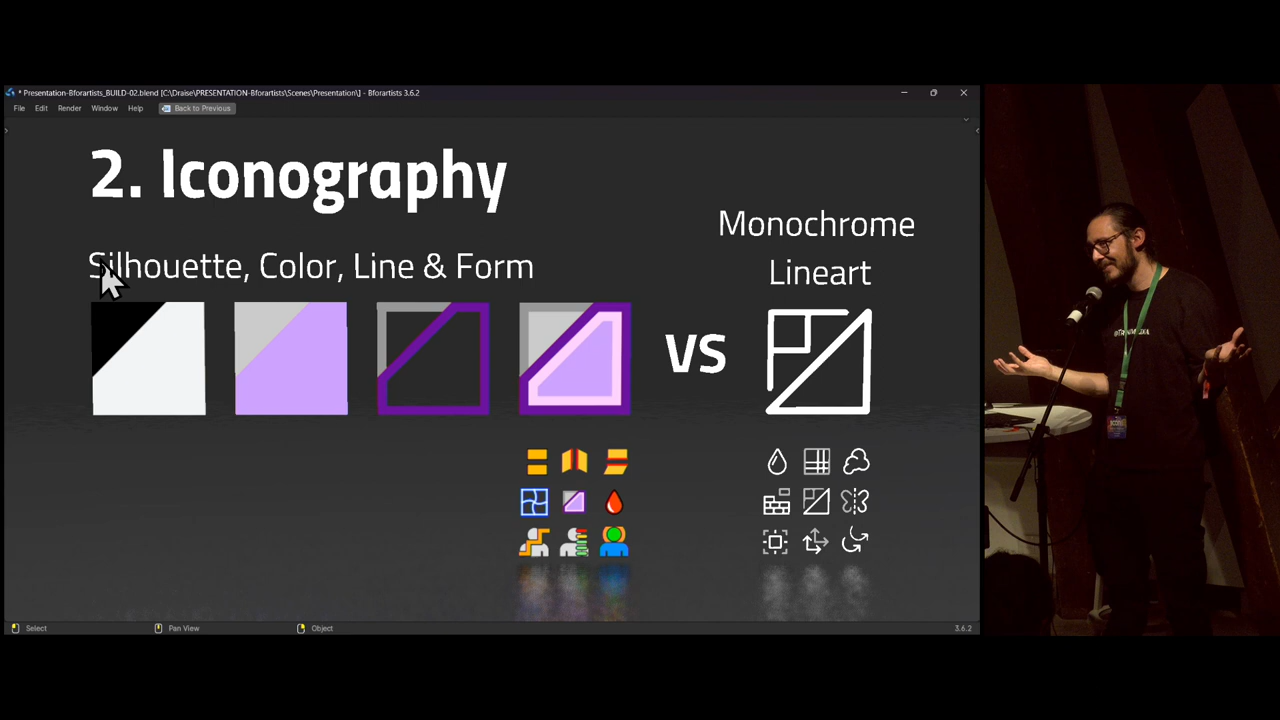 * Presentation-Bforartists_BUILD-02.blend [C:\Draise\PRESENTATION-Bforartists\Scenes\Presentation\] - Bforartists 3.6.2
File Edit Render Window Help Back to Previous
2. Iconography
Silhouette, Color, Line & Form
Monochrome
Lineart
VS
Select Pan View Object 3.6.2